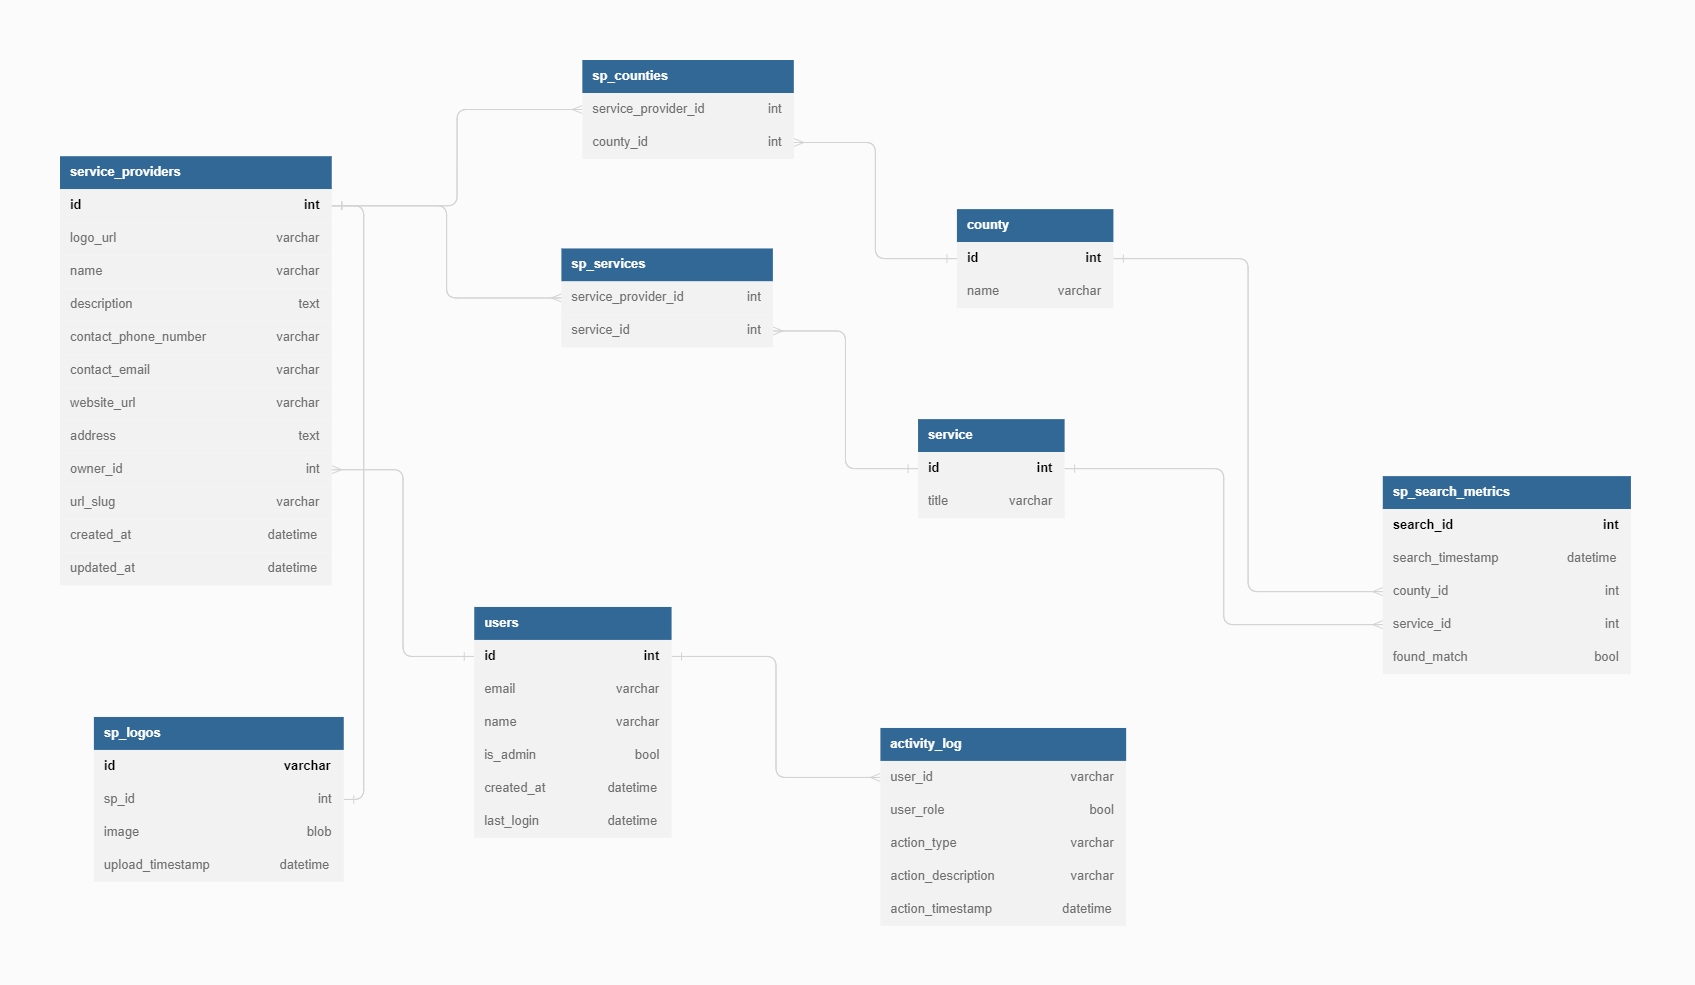 sp_counties
service_provider_id int
county_id int
service_providers
id int
logo_url varchar
name varchar
description text
contact_phone_number varchar
contact_email varchar
website_url varchar
address text
owner_id int
url_slug varchar
created_at datetime
updated_at datetime
county
id int
name varchar
sp_services
service_provider_id int
service_id int
service
id int
title varchar
sp_search_metrics
search_id int
search_timestamp datetime
county_id int
service_id int
found_match bool
users
id int
email varchar
name varchar
is_admin bool
created_at datetime
last_login datetime
sp_logos
id varchar
sp_id int
image blob
upload_timestamp datetime
activity_log
user_id varchar
user_role bool
action_type varchar
action_description varchar
action_timestamp datetime